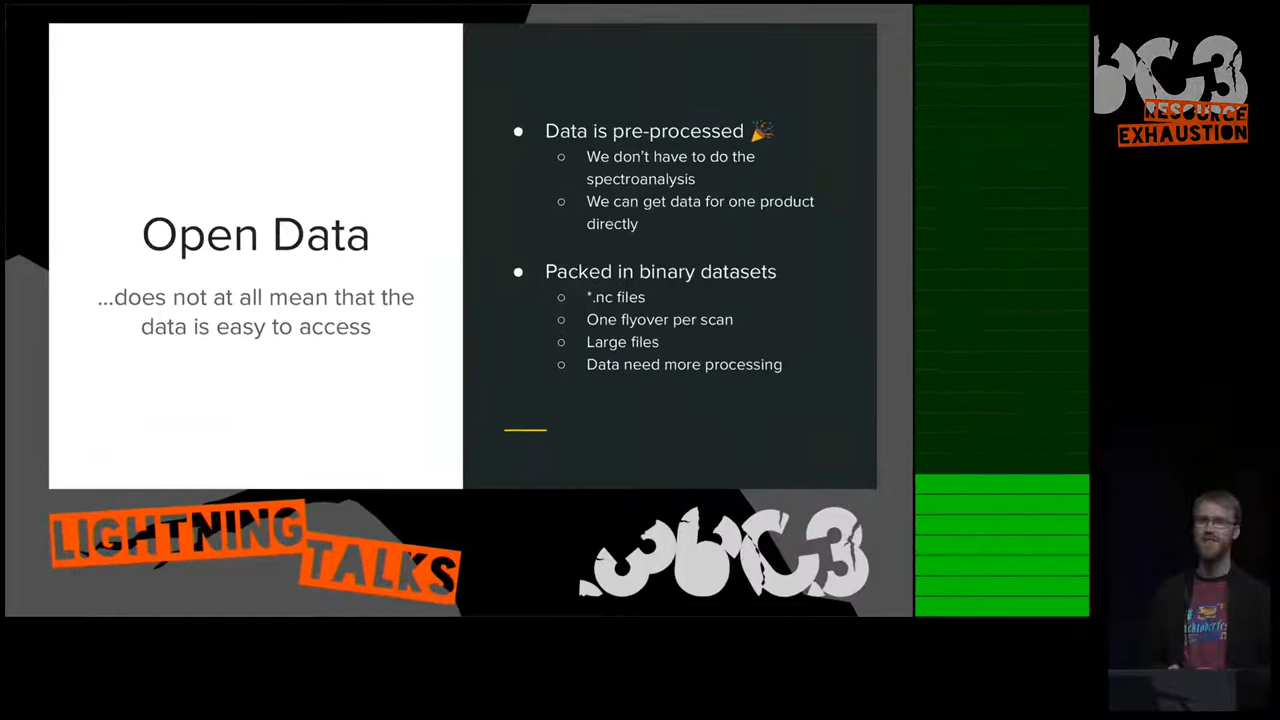 Open Data
...does not at all mean that the
data is easy to access
● Data is pre-processed 🎉
○ We don't have to do the
spectroanalysis
○ We can get data for one product
directly
● Packed in binary datasets
○ *.nc files
○ One flyover per scan
○ Large files
○ Data need more processing
LIGHTNING
TALKS
36C3
36C3
RESOURCE
EXHAUSTION